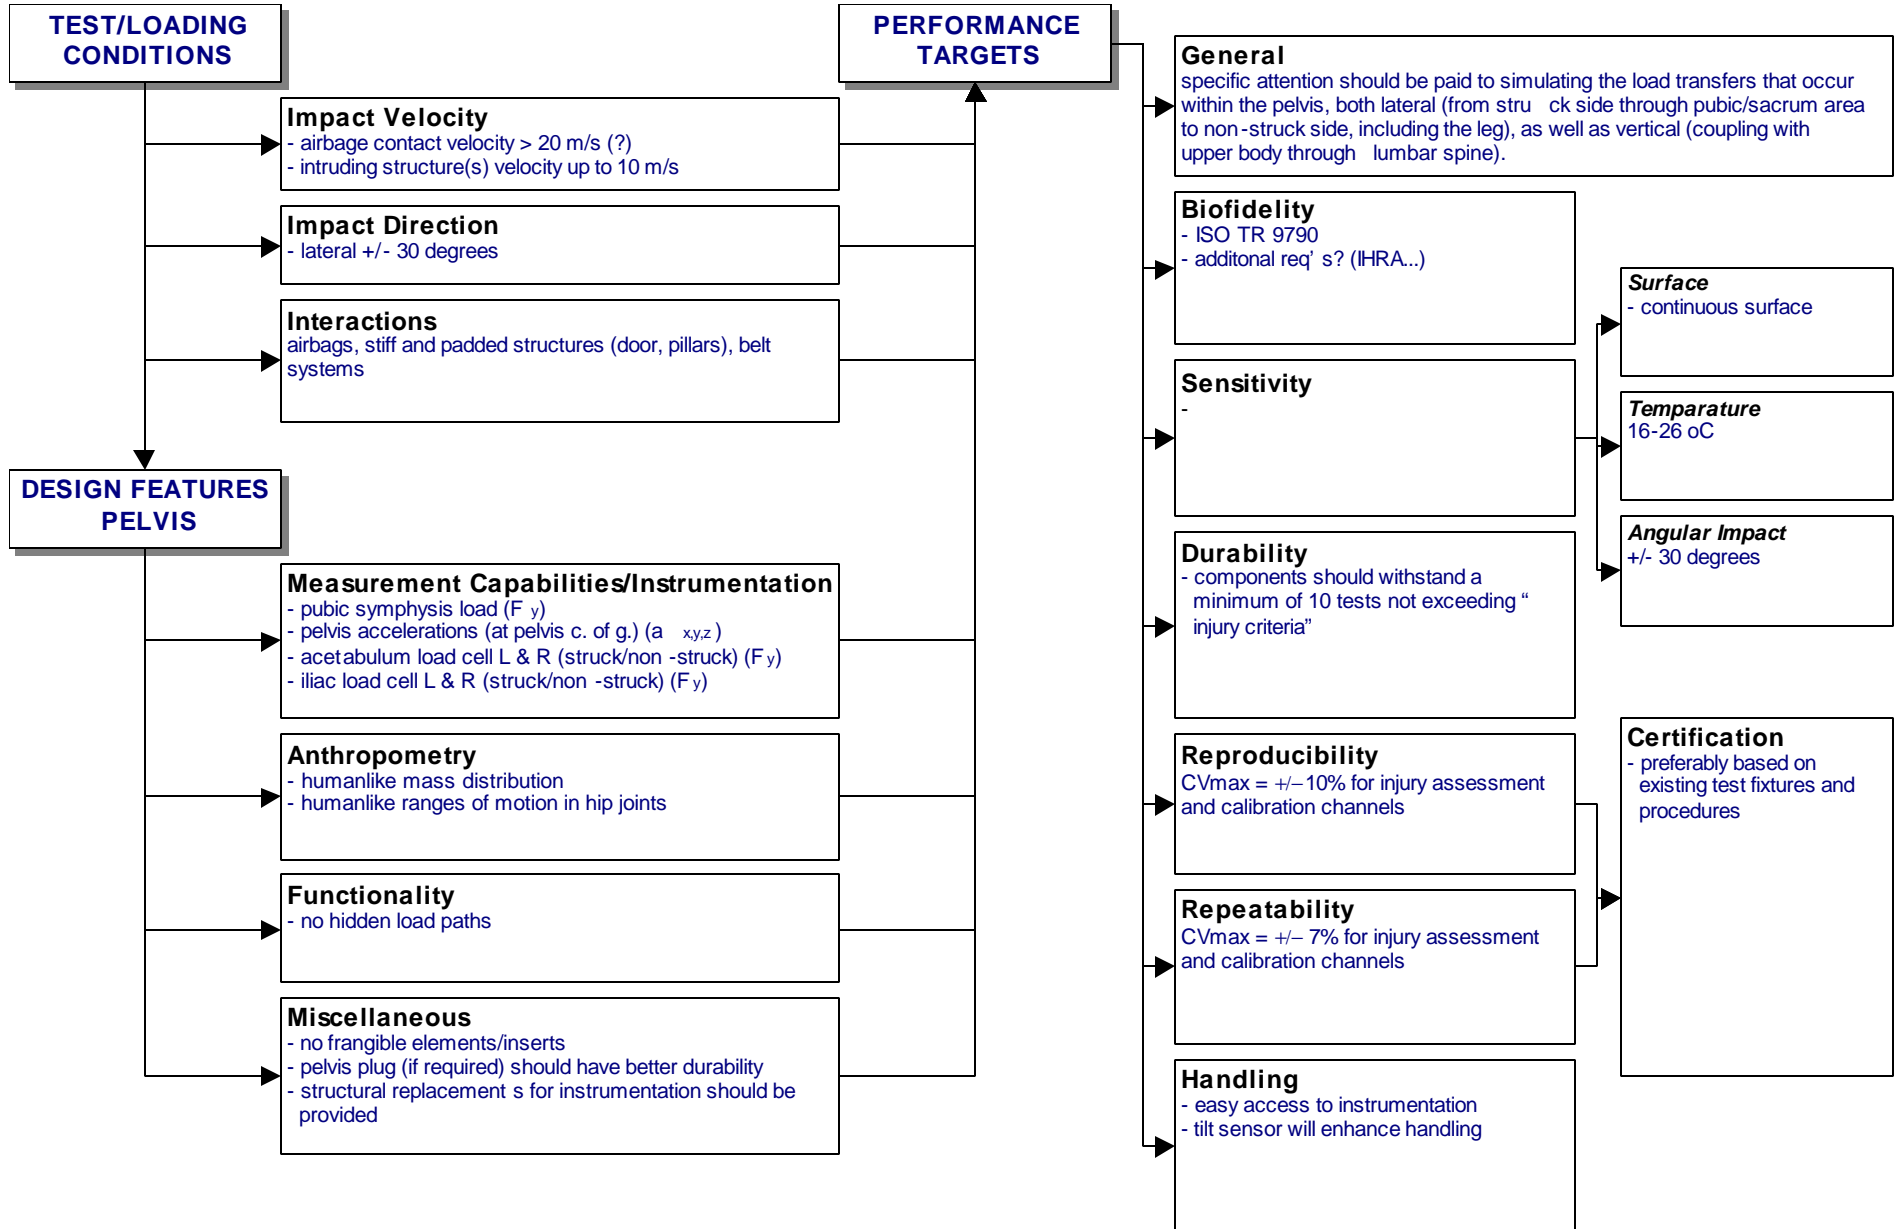 TEST/LOADING
CONDITIONS
Impact Velocity
- airbage contact velocity > 20 m/s (?)
- intruding structure(s) velocity up to 10 m/s
Impact Direction
- lateral +/- 30 degrees
Interactions
airbags, stiff and padded structures (door, pillars), belt
systems
DESIGN FEATURES
PELVIS
Measurement Capabilities/Instrumentation
- pubic symphysis load (F y)
- pelvis accelerations (at pelvis c. of g.) (a x,y,z )
- acetabulum load cell L & R (struck/non -struck) (F y)
- iliac load cell L & R (struck/non -struck) (F y)
Anthropometry
- humanlike mass distribution
- humanlike ranges of motion in hip joints
Functionality
- no hidden load paths
Miscellaneous
- no frangible elements/inserts
- pelvis plug (if required) should have better durability
- structural replacement s for instrumentation should be
provided
PERFORMANCE
TARGETS
General
specific attention should be paid to simulating the load transfers that occur
within the pelvis, both lateral (from stru ck side through pubic/sacrum area
to non -struck side, including the leg), as well as vertical (coupling with
upper body through lumbar spine).
Biofidelity
- ISO TR 9790
- additonal req' s? (IHRA...)
Sensitivity
-
Surface
- continuous surface
Temparature
16-26 oC
Angular Impact
+/- 30 degrees
Durability
- components should withstand a
minimum of 10 tests not exceeding “
injury criteria”
Reproducibility
CVmax = +/− 10% for injury assessment
and calibration channels
Repeatability
CVmax = +/− 7% for injury assessment
and calibration channels
Certification
- preferably based on
existing test fixtures and
procedures
Handling
- easy access to instrumentation
- tilt sensor will enhance handling